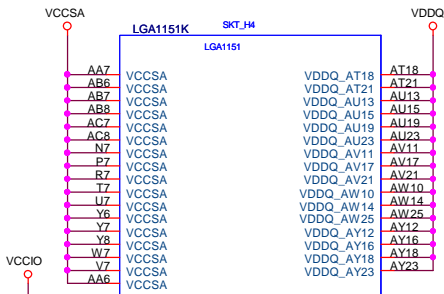 VCCSA VDDQ
LGA1151K SKT_H4
LGA1151
AA7 VCCSA VDDQ_AT18 AT18
AB6 VCCSA VDDQ_AT21 AT21
AB7 VCCSA VDDQ_AU13 AU13
AB8 VCCSA VDDQ_AU15 AU15
AC7 VCCSA VDDQ_AU19 AU19
AC8 VCCSA VDDQ_AU23 AU23
N7 VCCSA VDDQ_AV11 AV11
P7 VCCSA VDDQ_AV17 AV17
R7 VCCSA VDDQ_AV21 AV21
T7 VCCSA VDDQ_AW10 AW10
U7 VCCSA VDDQ_AW14 AW14
Y6 VCCSA VDDQ_AW25 AW25
Y7 VCCSA VDDQ_AY12 AY12
Y8 VCCSA VDDQ_AY16 AY16
W7 VCCSA VDDQ_AY18 AY18
V7 VCCSA VDDQ_AY23 AY23
AA6 VCCSA
VCCIO